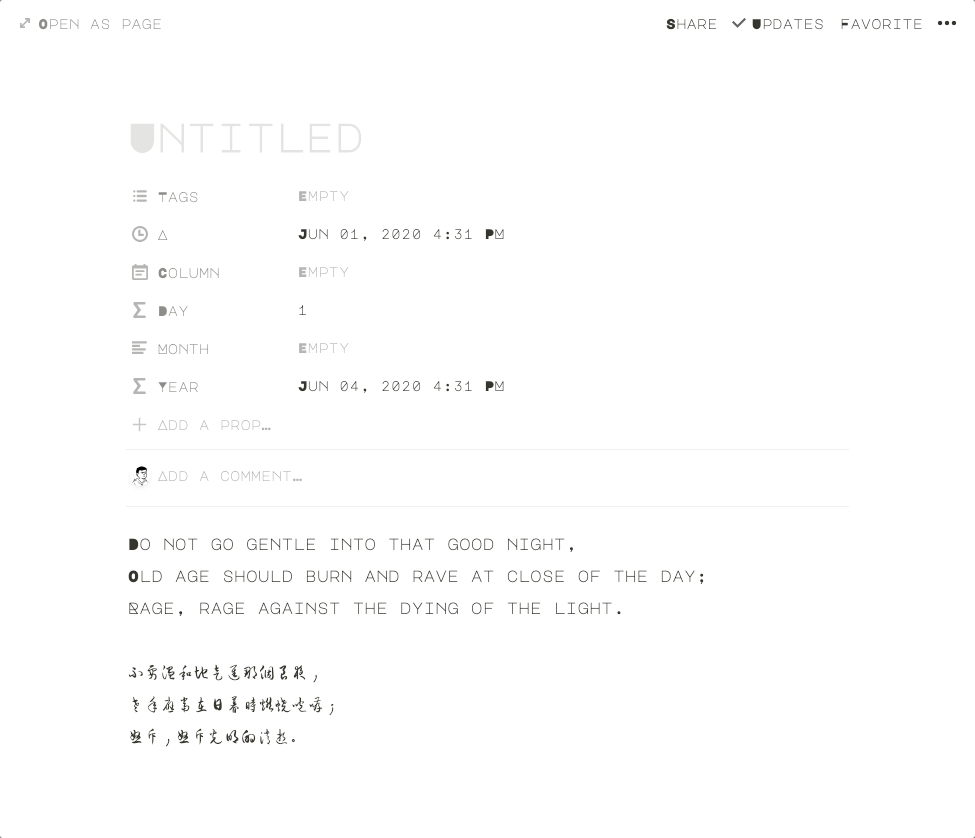 OPEN AS PAGE
SHARE UPDATES FAVORITE
UNTITLED
TAGS EMPTY
A JUN 01, 2020 4:31 PM
COLUMN EMPTY
DAY 1
MONTH EMPTY
YEAR JUN 04, 2020 4:31 PM
ADD A PROP…
ADD A COMMENT…
DO NOT GO GENTLE INTO THAT GOOD NIGHT,
OLD AGE SHOULD BURN AND RAVE AT CLOSE OF THE DAY;
RAGE, RAGE AGAINST THE DYING OF THE LIGHT.
不要温和地走進那個良夜，
老年應當在日暮時燃燒咆哮；
怒斥，怒斥光明的消逝。